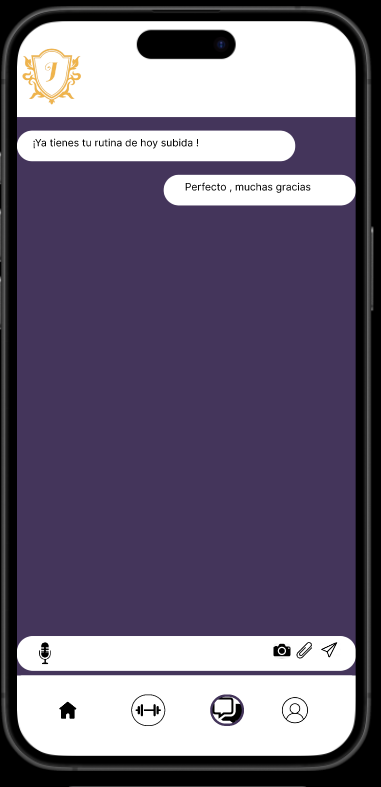 J
¡Ya tienes tu rutina de hoy subida !
Perfecto , muchas gracias